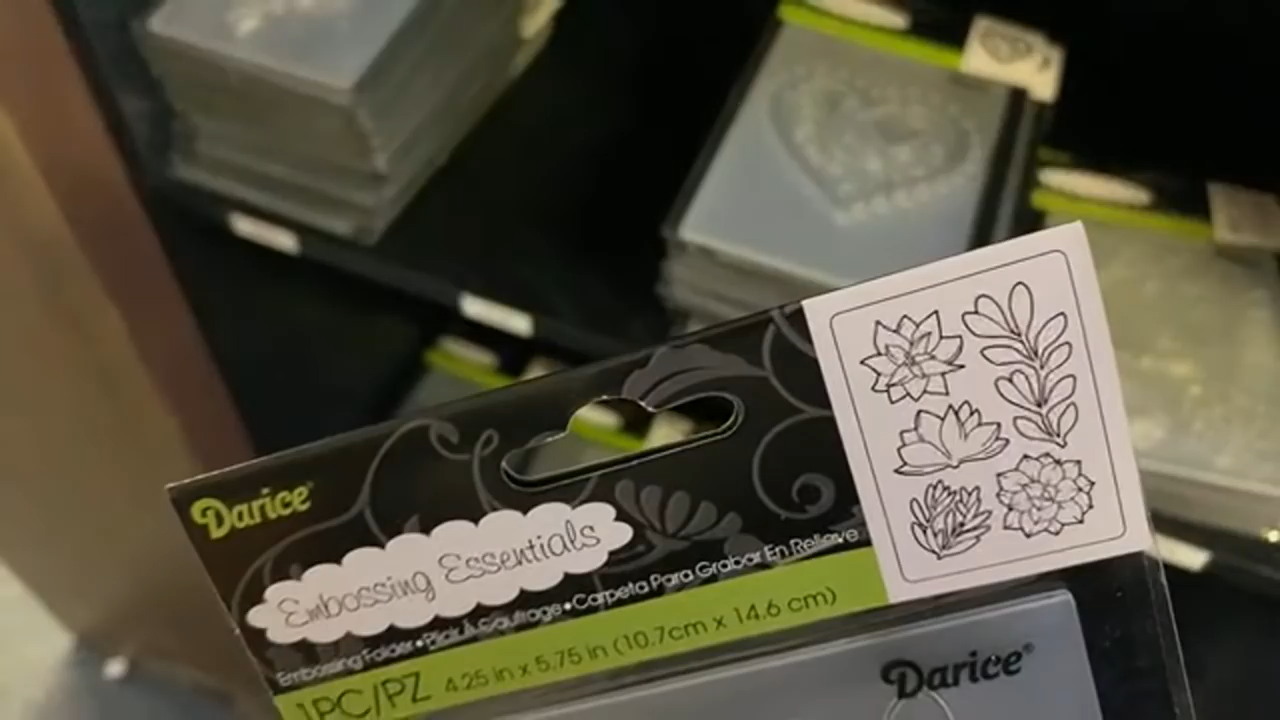 Darice®
Embossing Essentials
Embossing Folder • Block À Gaufrage • Carpeta Para Grabar En Relieve
1PC/PZ 4.25 in x 5.75 in (10.7cm x 14.6 cm)
Darice®